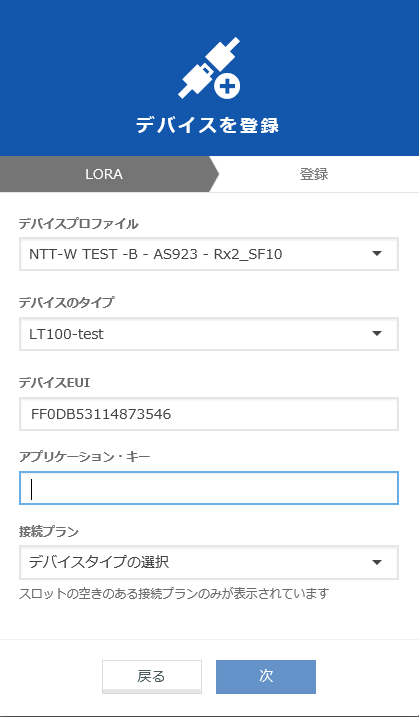 デバイスを登録
LORA
登録
デバイスプロファイル
NTT-W TEST -B - AS923 - Rx2_SF10
デバイスのタイプ
LT100-test
デバイスEUI
FF0DB53114873546
アプリケーション・キー
接続プラン
デバイスタイプの選択
スロットの空きのある接続プランのみが表示されています
戻る
次